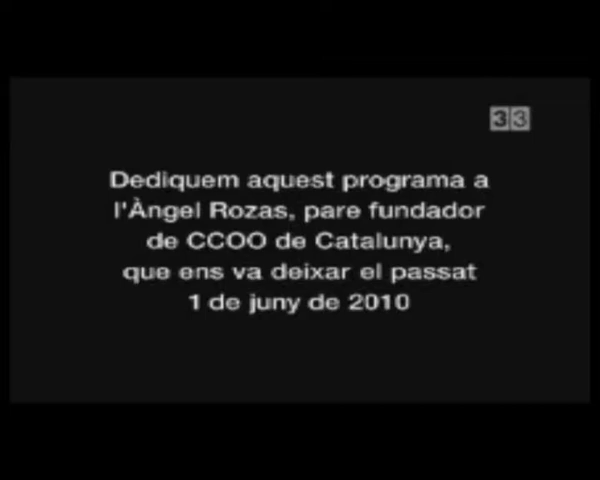 33
Dediquem aquest programa a
l'Àngel Rozas, pare fundador
de CCOO de Catalunya,
que ens va deixar el passat
1 de juny de 2010